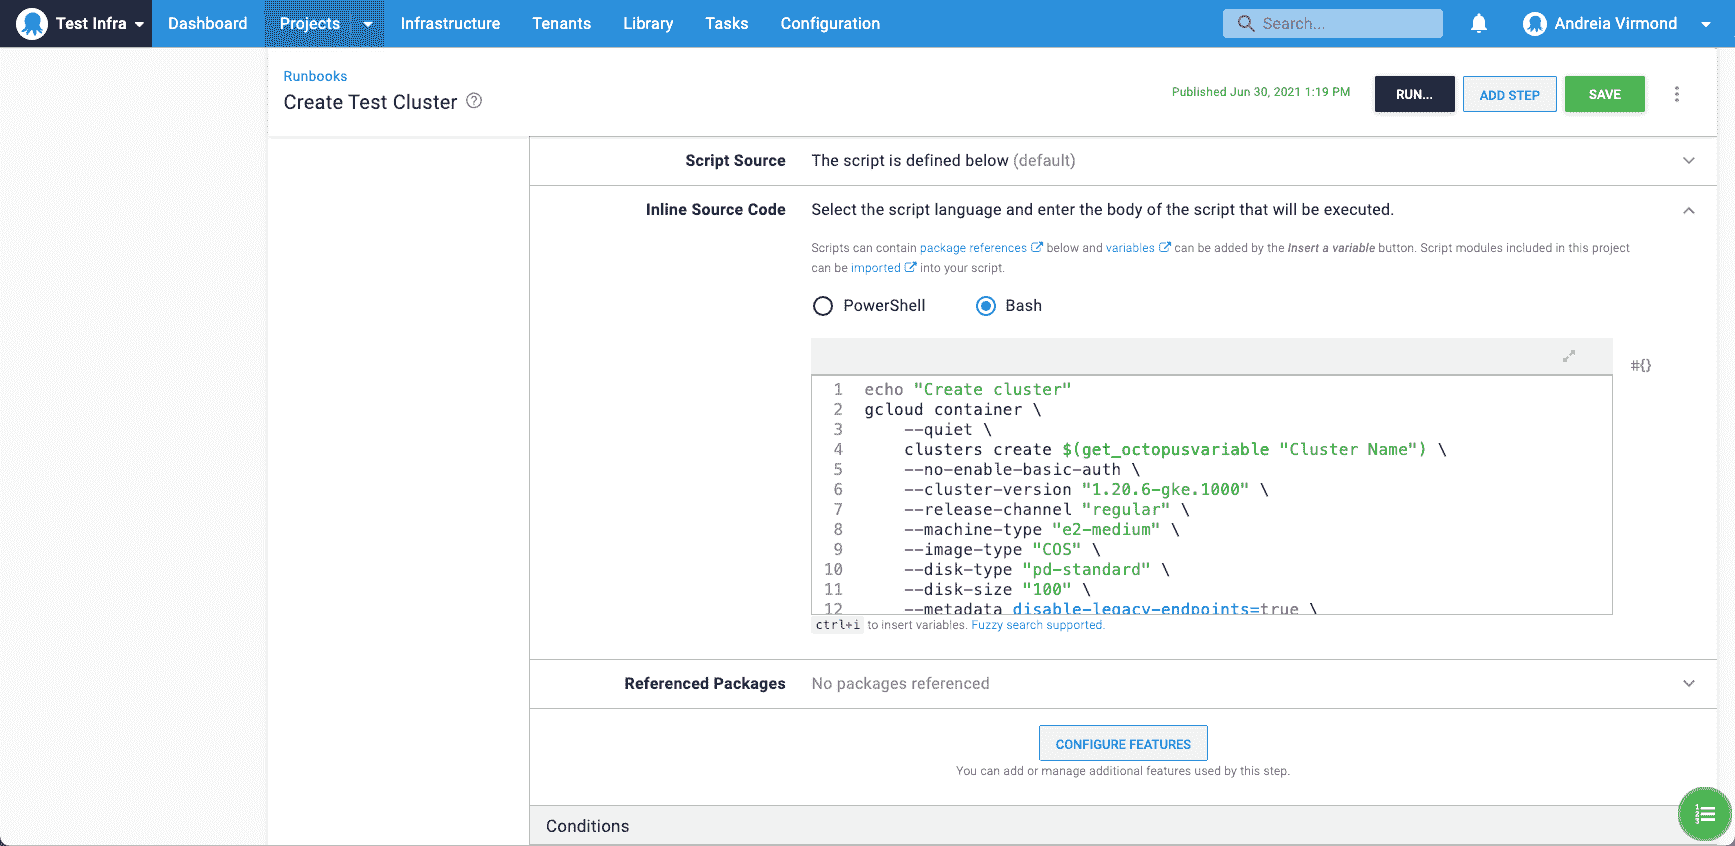 Test Infra
Dashboard
Projects
Infrastructure
Tenants
Library
Tasks
Configuration
Search...
Andreia Virmond
Runbooks
Create Test Cluster
Published Jun 30, 2021 1:19 PM
RUN...
ADD STEP
SAVE
Script Source
The script is defined below (default)
Inline Source Code
Select the script language and enter the body of the script that will be executed.
Scripts can contain package references below and variables can be added by the Insert a variable button. Script modules included in this project
can be imported into your script.
PowerShell
Bash
#{}
1 echo "Create cluster"
2 gcloud container \
3 --quiet \
4 clusters create $(get_octopusvariable "Cluster Name") \
5 --no-enable-basic-auth \
6 --cluster-version "1.20.6-gke.1000" \
7 --release-channel "regular" \
8 --machine-type "e2-medium" \
9 --image-type "COS" \
10 --disk-type "pd-standard" \
11 --disk-size "100" \
12 --metadata disable-legacy-endpoints=true \
ctrl+i to insert variables. Fuzzy search supported.
Referenced Packages
No packages referenced
CONFIGURE FEATURES
You can add or manage additional features used by this step.
Conditions